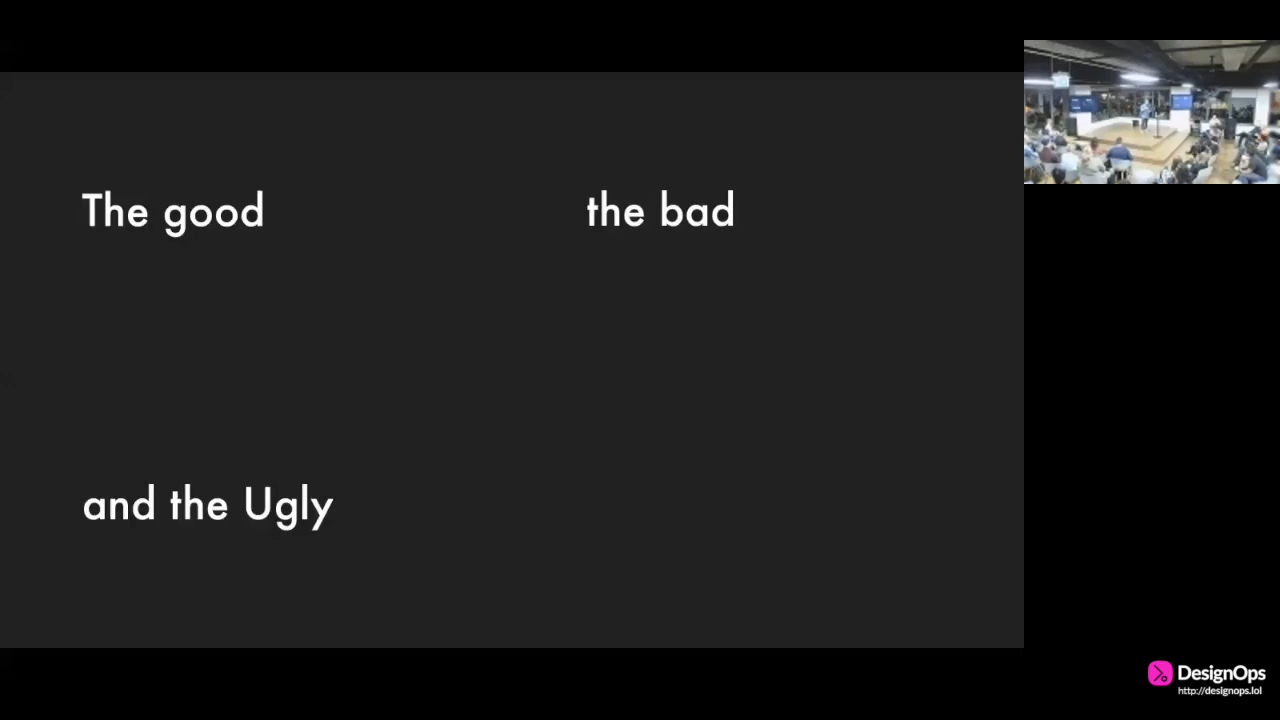 The good
the bad
and the Ugly
DesignOps
http://designops.lol